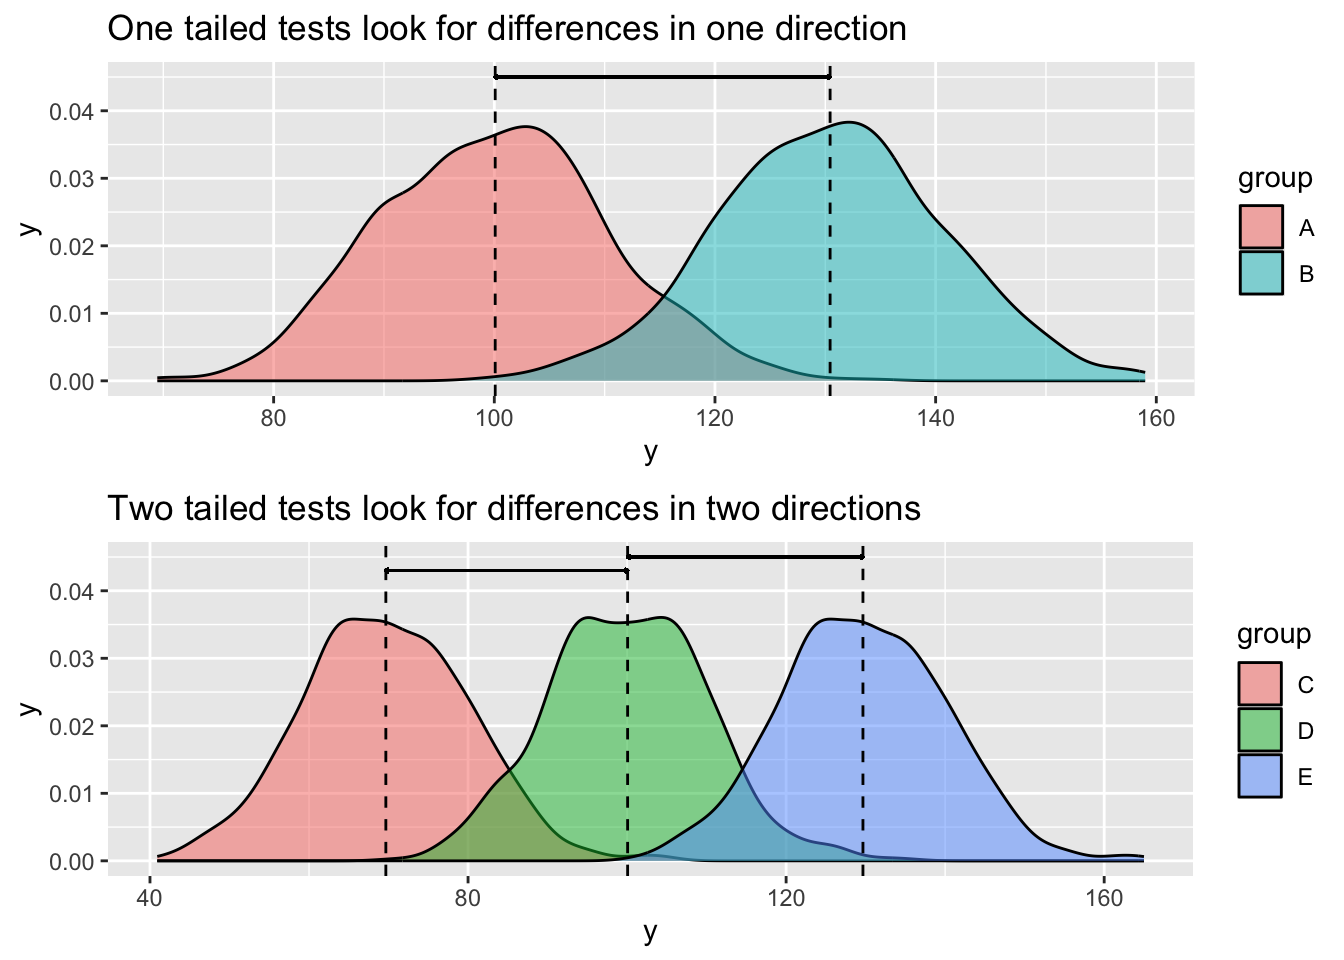 One tailed tests look for differences in one direction
0.04
0.03
0.02
0.01
0.00
y
80 100 120 140 160
y
group
A
B
Two tailed tests look for differences in two directions
0.04
0.03
0.02
0.01
0.00
y
40 80 120 160
y
group
C
D
E